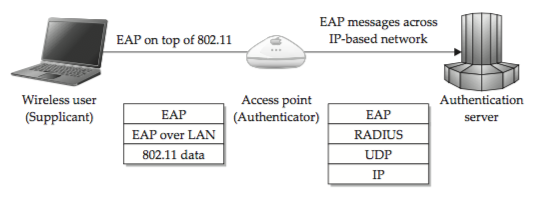 EAP on top of 802.11
EAP messages across
IP-based network
Wireless user
(Supplicant)
Access point
(Authenticator)
Authentication
server
EAP
EAP over LAN
802.11 data
EAP
RADIUS
UDP
IP